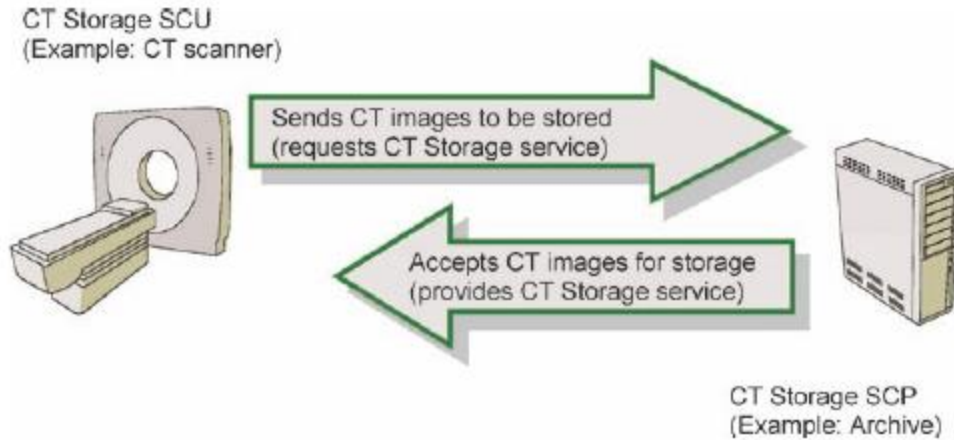 CT Storage SCU
(Example: CT scanner)
Sends CT images to be stored
(requests CT Storage service)
Accepts CT images for storage
(provides CT Storage service)
CT Storage SCP
(Example: Archive)